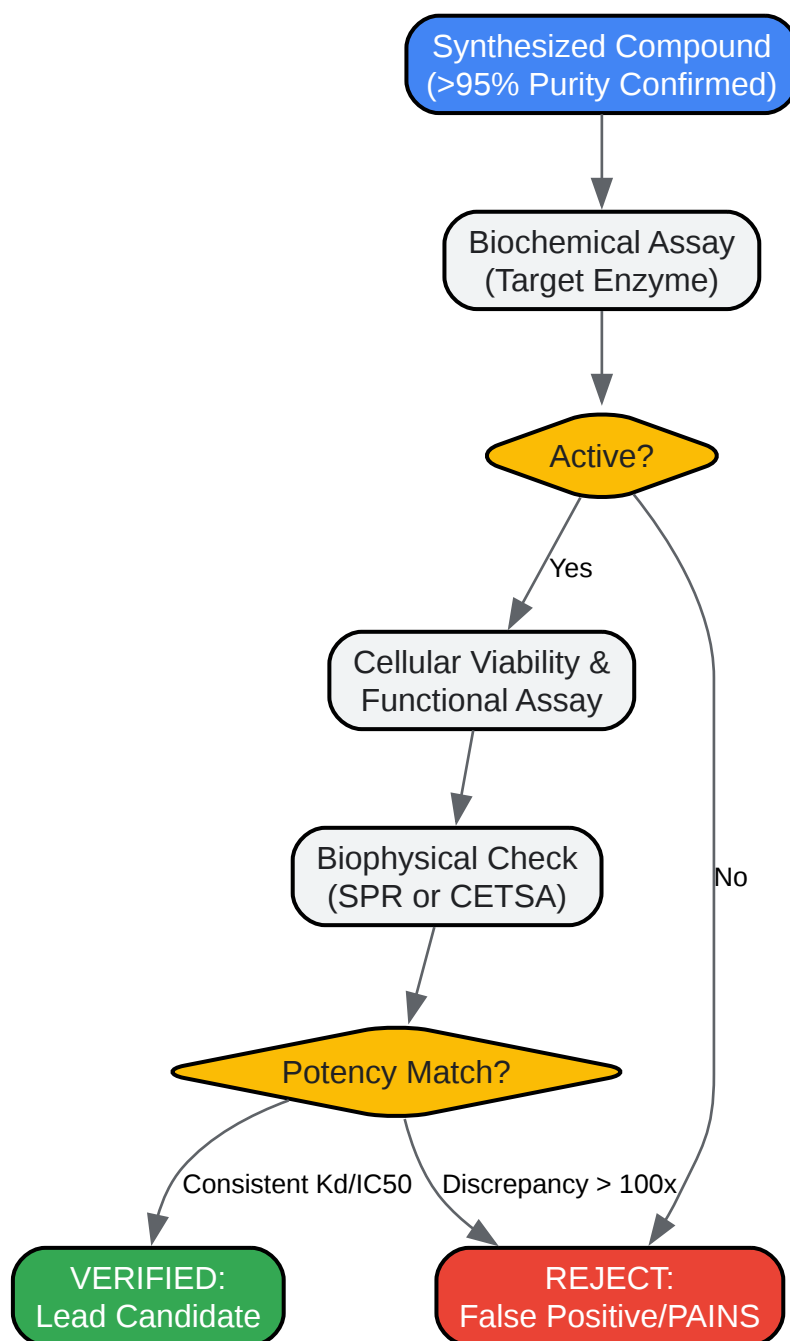 Synthesized Compound
(>95% Purity Confirmed)
Biochemical Assay
(Target Enzyme)
Active?
Yes
Cellular Viability &
Functional Assay
Biophysical Check
(SPR or CETSA)
No
Potency Match?
Consistent Kd/IC50
Discrepancy > 100x
VERIFIED:
Lead Candidate
REJECT:
False Positive/PAINS